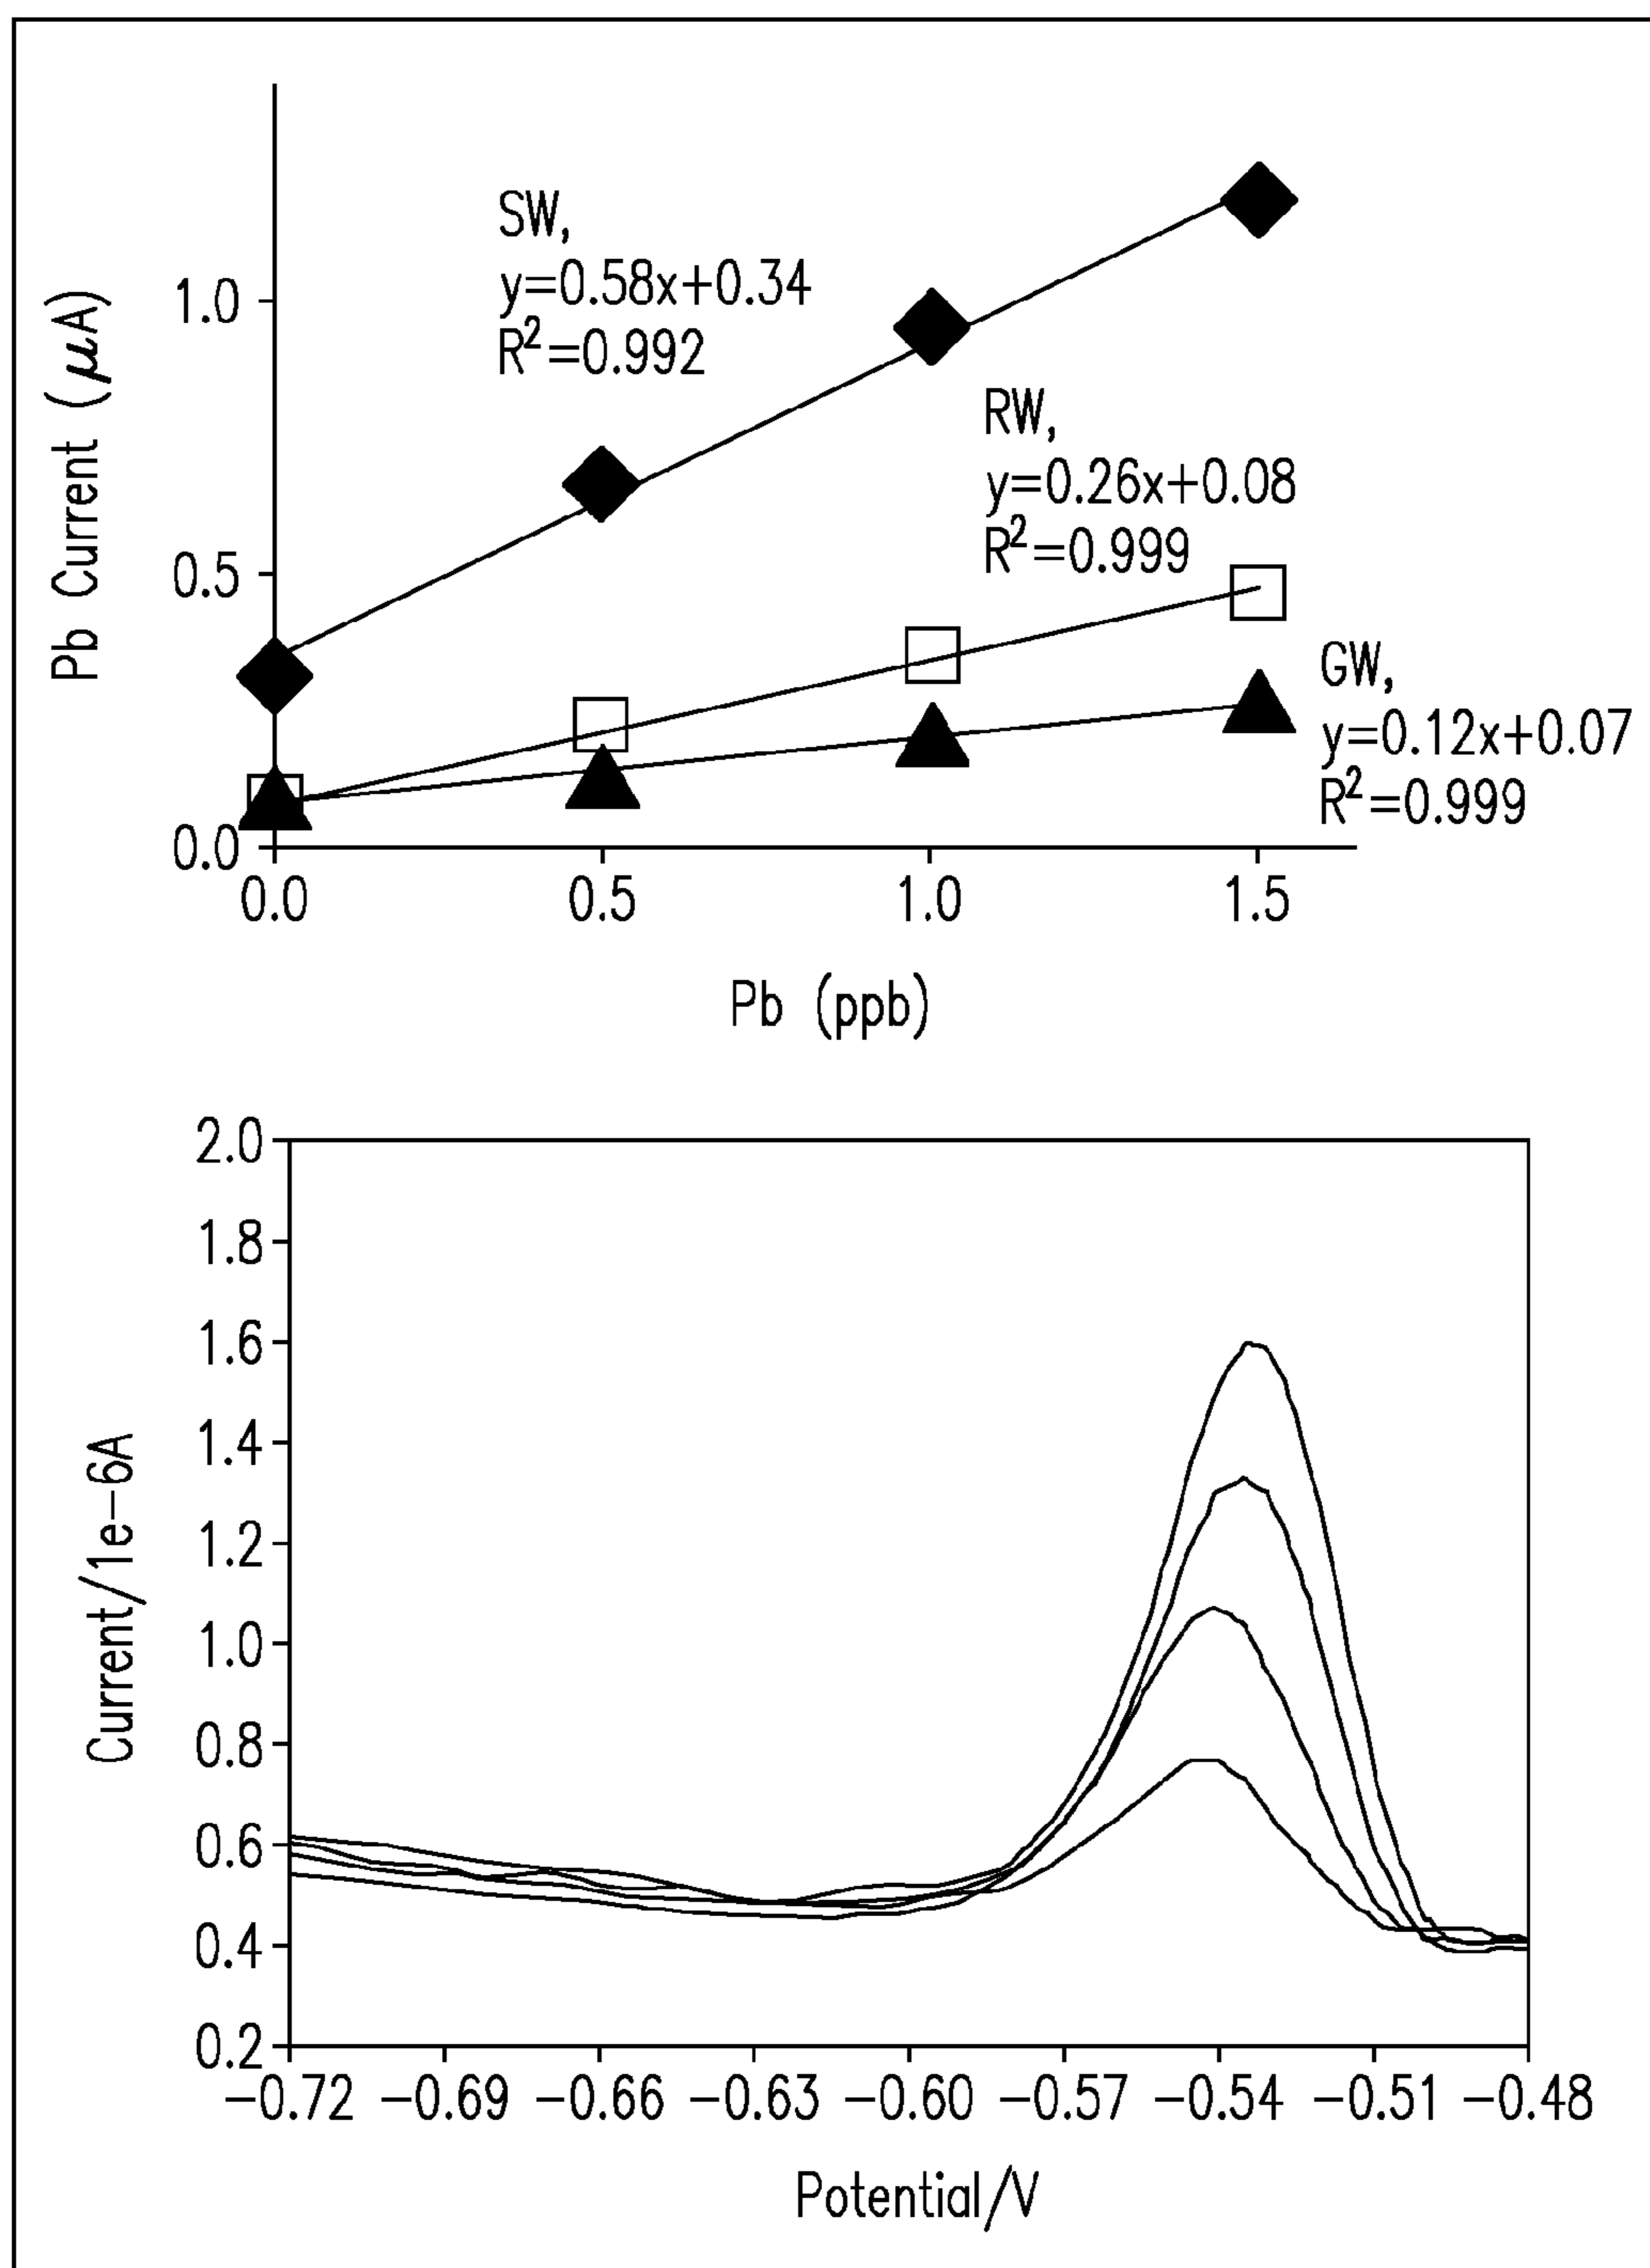 Pb Current (μA)
1.0
0.5
0.0
SW,
y=0.58x+0.34
R²=0.992
RW,
y=0.26x+0.08
R²=0.999
GW,
y=0.12x+0.07
R²=0.999
0.0 0.5 1.0 1.5
Pb (ppb)
Current/1e-6A
2.0
1.8
1.6
1.4
1.2
1.0
0.8
0.6
0.4
0.2
-0.72 -0.69 -0.66 -0.63 -0.60 -0.57 -0.54 -0.51 -0.48
Potential/V